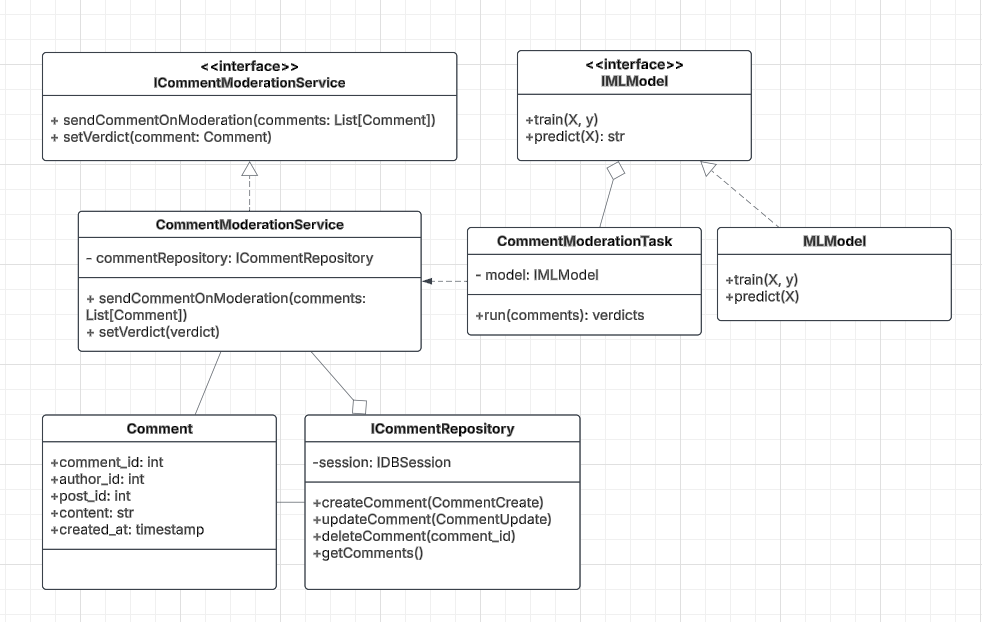 <<interface>>
ICommentModerationService
+ sendCommentOnModeration(comments: List[Comment])
+ setVerdict(comment: Comment)
<<interface>>
IMLModel
+train(X, y)
+predict(X): str
CommentModerationService
- commentRepository: ICommentRepository
+ sendCommentOnModeration(comments:
List[Comment])
+ setVerdict(verdict)
CommentModerationTask
- model: IMLModel
+run(comments): verdicts
MLModel
+train(X, y)
+predict(X)
Comment
+comment_id: int
+author_id: int
+post_id: int
+content: str
+created_at: timestamp
ICommentRepository
-session: IDBSession
+createComment(CommentCreate)
+updateComment(CommentUpdate)
+deleteComment(comment_id)
+getComments()